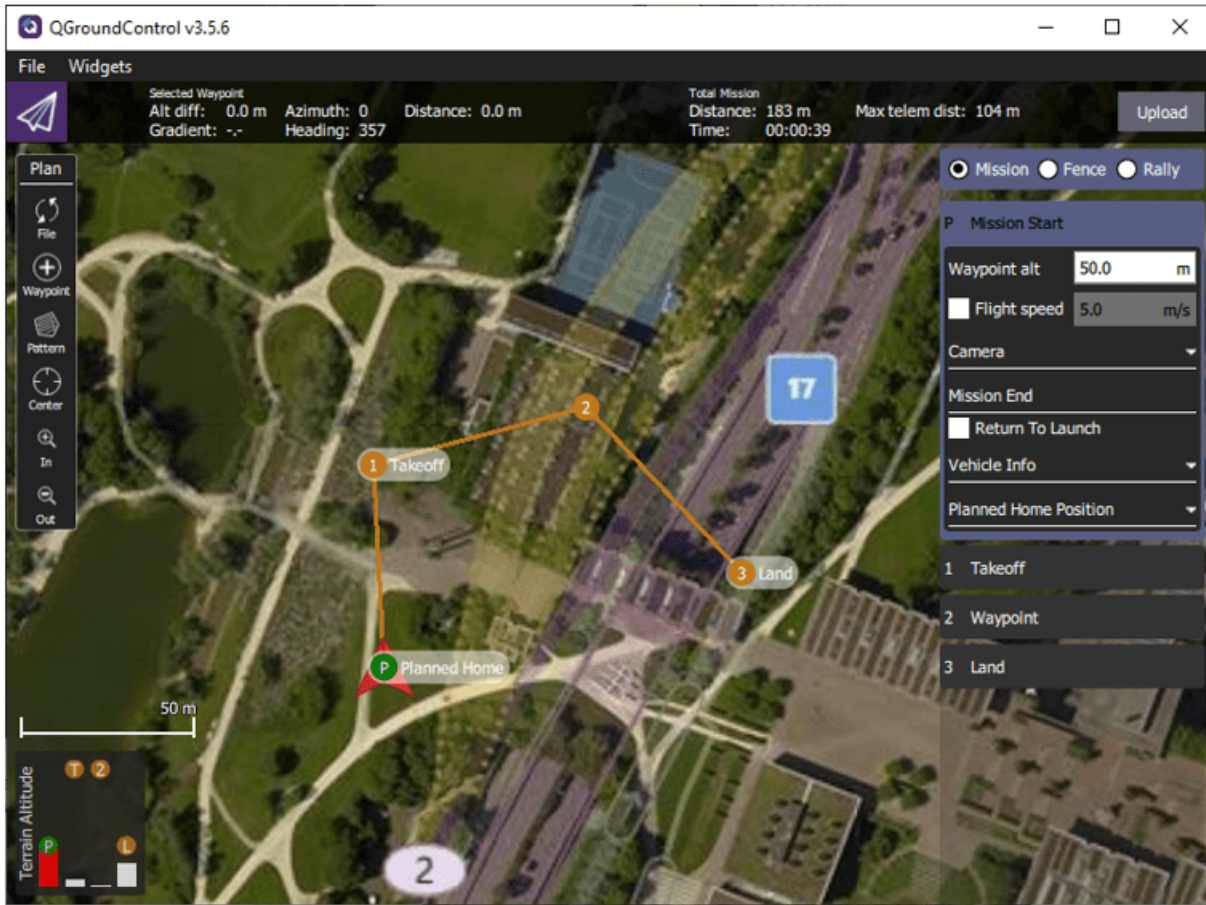 QGroundControl v3.5.6
File Widgets
Selected Waypoint
Alt diff: 0.0 m Azimuth: 0 Distance: 0.0 m
Gradient: -.- Heading: 357
Total Mission
Distance: 183 m Max telem dist: 104 m
Time: 00:00:39
Upload
Plan
File
Waypoint
Pattern
Center
In
Out
Mission Fence Rally
P Mission Start
Waypoint alt 50.0 m
Flight speed 5.0 m/s
Camera
Mission End
Return To Launch
Vehicle Info
Planned Home Position
1 Takeoff
2 Waypoint
3 Land
17
2
1 Takeoff
3 Land
P Planned Home
50 m
Terrain Altitude
T 2
P L
2